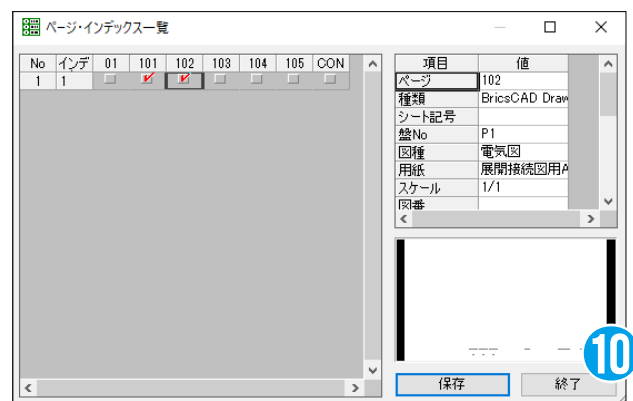 ページ・インデックス一覧
No インデ 01 101 102 103 104 105 CON
1 1
項目 値
ページ 102
種類 BricsCAD Draw
シート記号
盤No P1
図種 電気図
用紙 展開接続図用A
スケール 1/1
図番
10
保存 終了